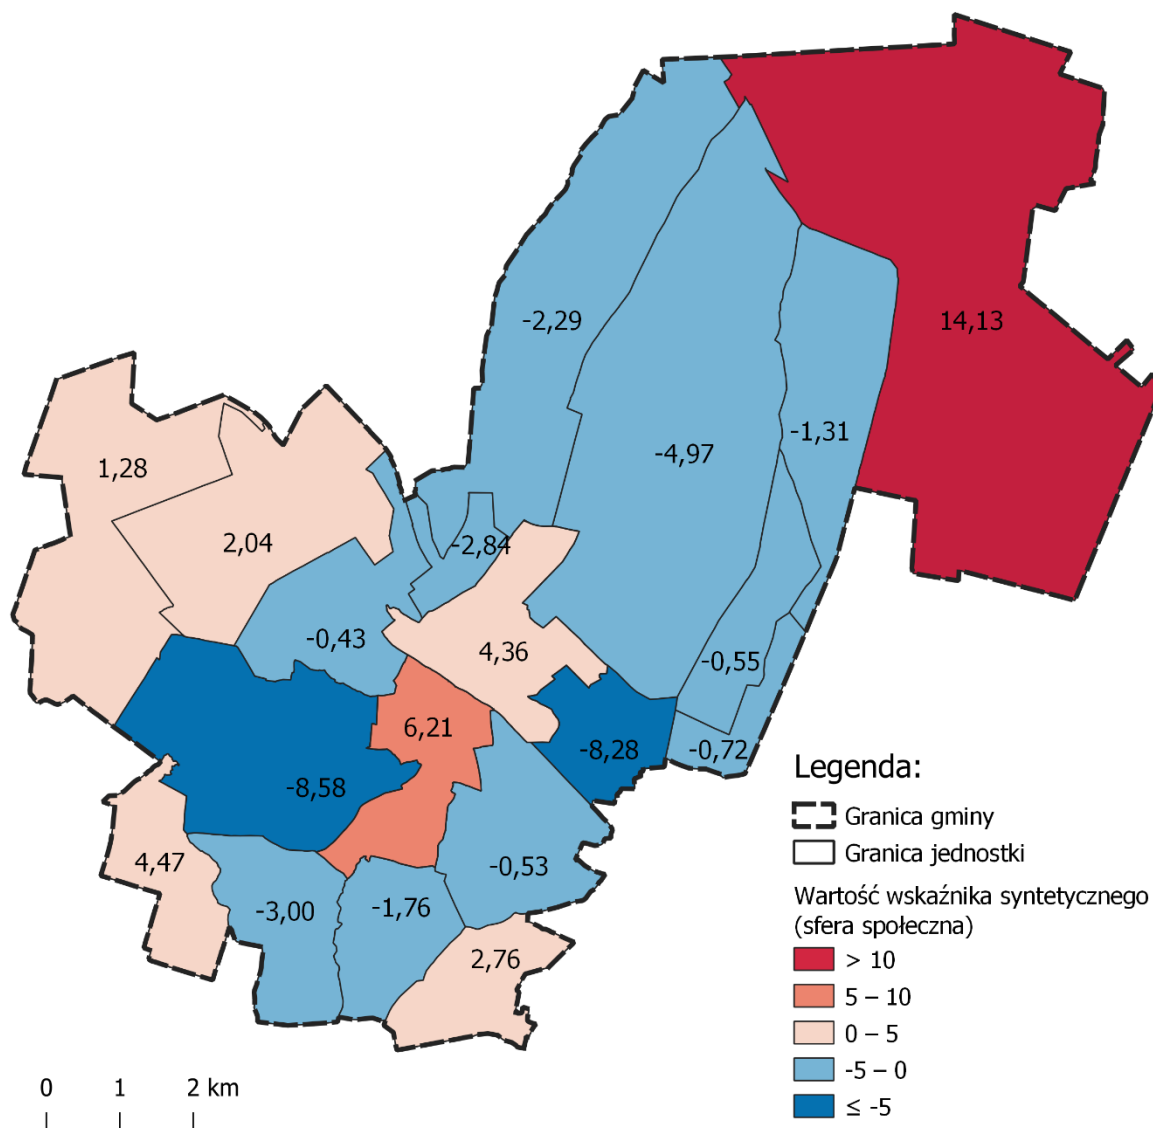 14,13
-2,29
-1,31
-4,97
1,28
2,04
-2,84
-0,43
4,36
-0,55
6,21
-8,28
-0,72
-8,58
4,47
-0,53
-3,00
-1,76
2,76
Legenda:
Granica gminy
Granica jednostki
Wartość wskaźnika syntetycznego
(sfera społeczna)
> 10
5 – 10
0 – 5
-5 – 0
≤ -5
0 1 2 km